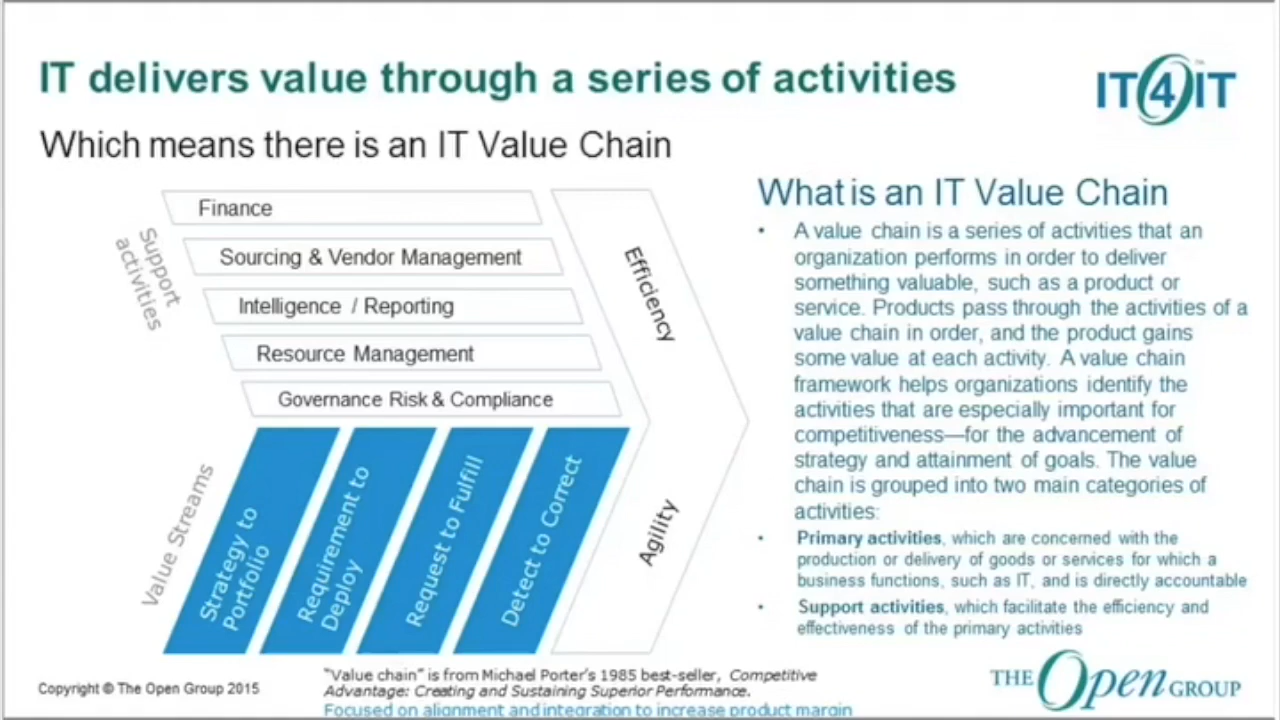 IT delivers value through a series of activities
IT4IT™
Which means there is an IT Value Chain
Support
activities
Finance
Sourcing & Vendor Management
Intelligence / Reporting
Resource Management
Governance Risk & Compliance
Efficiency
Value Streams
Strategy to
Portfolio
Requirement to
Deploy
Request to Fulfill
Detect to Correct
Agility
What is an IT Value Chain
• A value chain is a series of activities that an
organization performs in order to deliver
something valuable, such as a product or
service. Products pass through the activities of a
value chain in order, and the product gains
some value at each activity. A value chain
framework helps organizations identify the
activities that are especially important for
competitiveness—for the advancement of
strategy and attainment of goals. The value
chain is grouped into two main categories of
activities:
• Primary activities, which are concerned with the
production or delivery of goods or services for which a
business functions, such as IT, and is directly accountable
• Support activities, which facilitate the efficiency and
effectiveness of the primary activities
Copyright © The Open Group 2015
"Value chain" is from Michael Porter's 1985 best-seller, Competitive
Advantage: Creating and Sustaining Superior Performance.
Focused on alignment and integration to increase product margin
THE Open GROUP